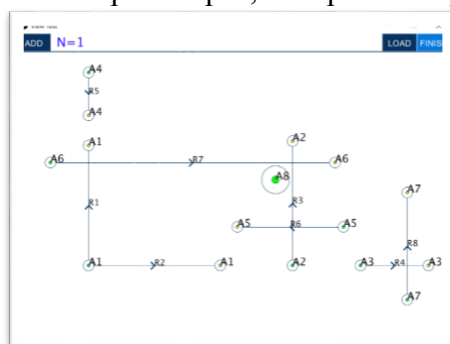 ADD N=1 LOAD FINIS
A4
R5
A4
A1 A2
A6 R7 A6
A8
A7
R1 R3
A5 R6 A5
R8
A1 R2 A1 A2 A3 R4 A3
A7